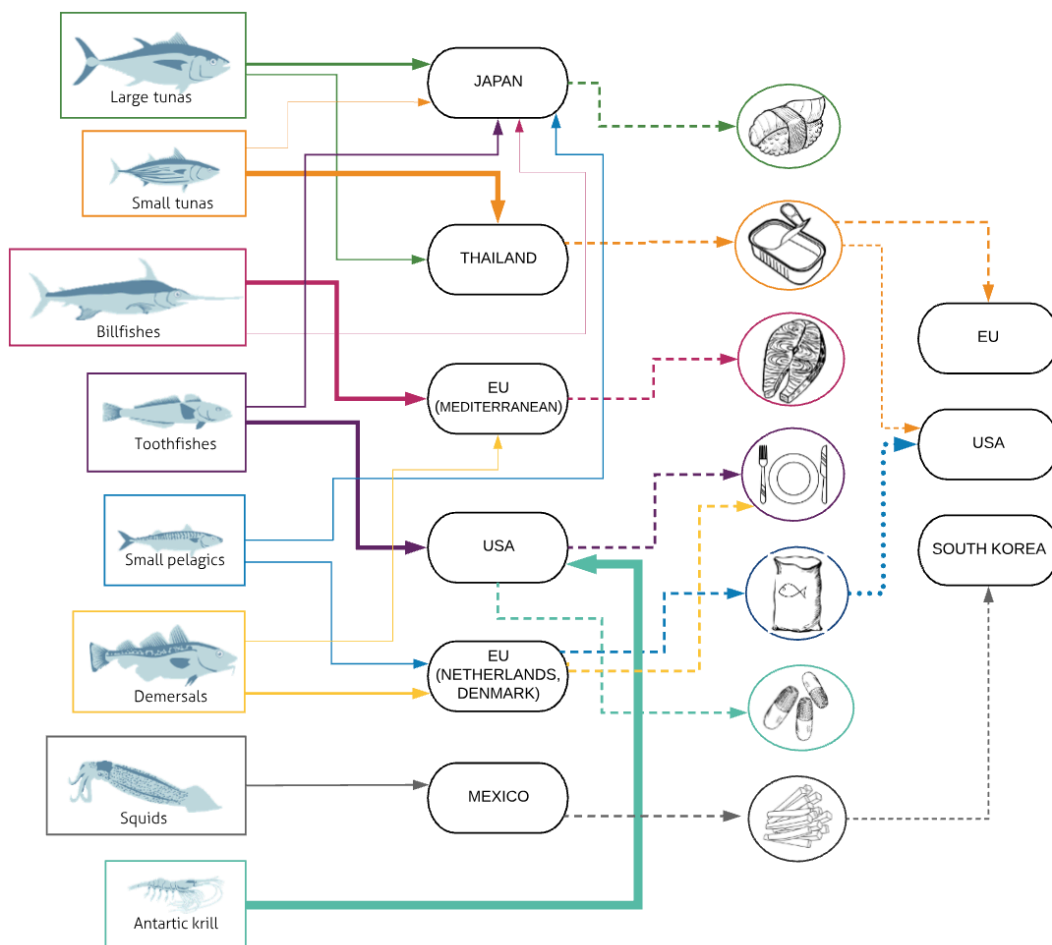 Large tunas
Small tunas
Billfishes
Toothfishes
Small pelagics
Demersals
Squids
Antartic krill
JAPAN
THAILAND
EU
(MEDITERRANEAN)
USA
EU
(NETHERLANDS,
DENMARK)
MEXICO
EU
USA
SOUTH KOREA